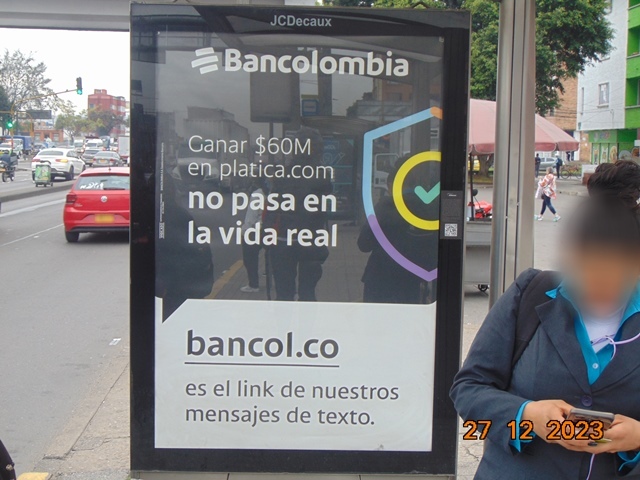 JCDecaux
Bancolombia
Ganar $60M
en platica.com
no pasa en
la vida real
bancol.co
es el link de nuestros
mensajes de texto.
27 12 2023